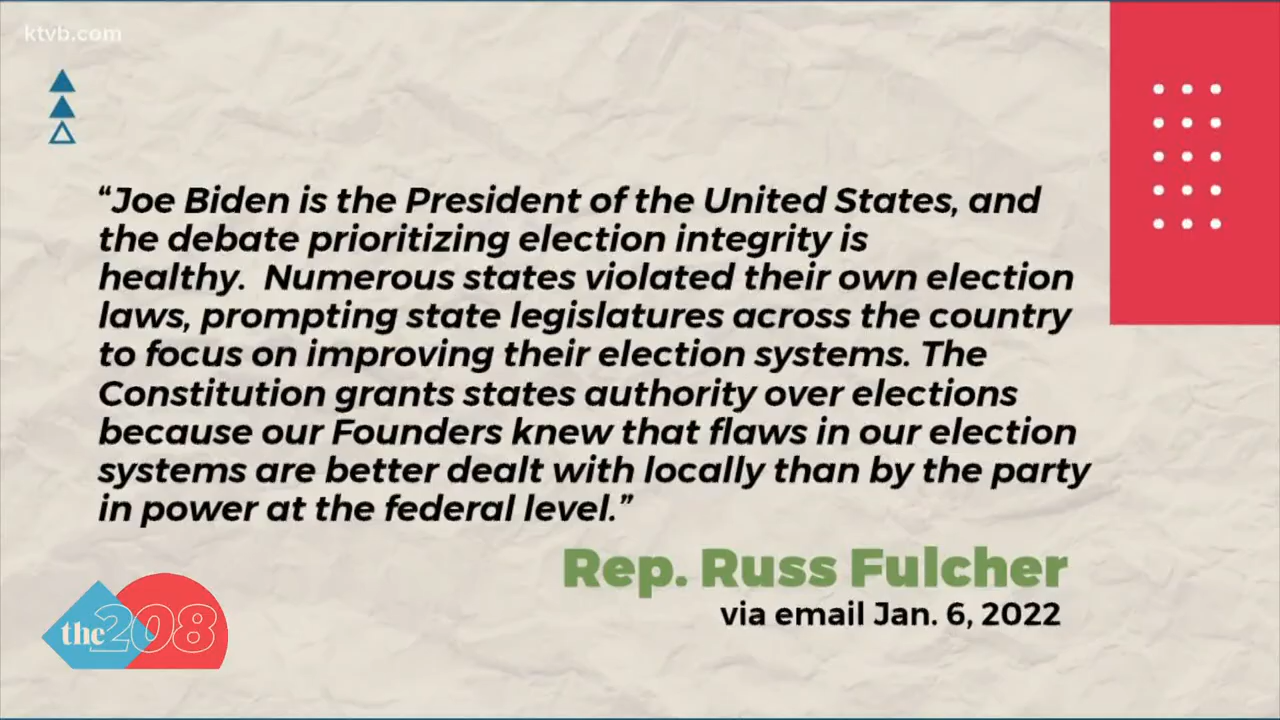 ktvb.com
“Joe Biden is the President of the United States, and
the debate prioritizing election integrity is
healthy.  Numerous states violated their own election
laws, prompting state legislatures across the country
to focus on improving their election systems. The
Constitution grants states authority over elections
because our Founders knew that flaws in our election
systems are better dealt with locally than by the party
in power at the federal level.”
Rep. Russ Fulcher
via email Jan. 6, 2022
the 208